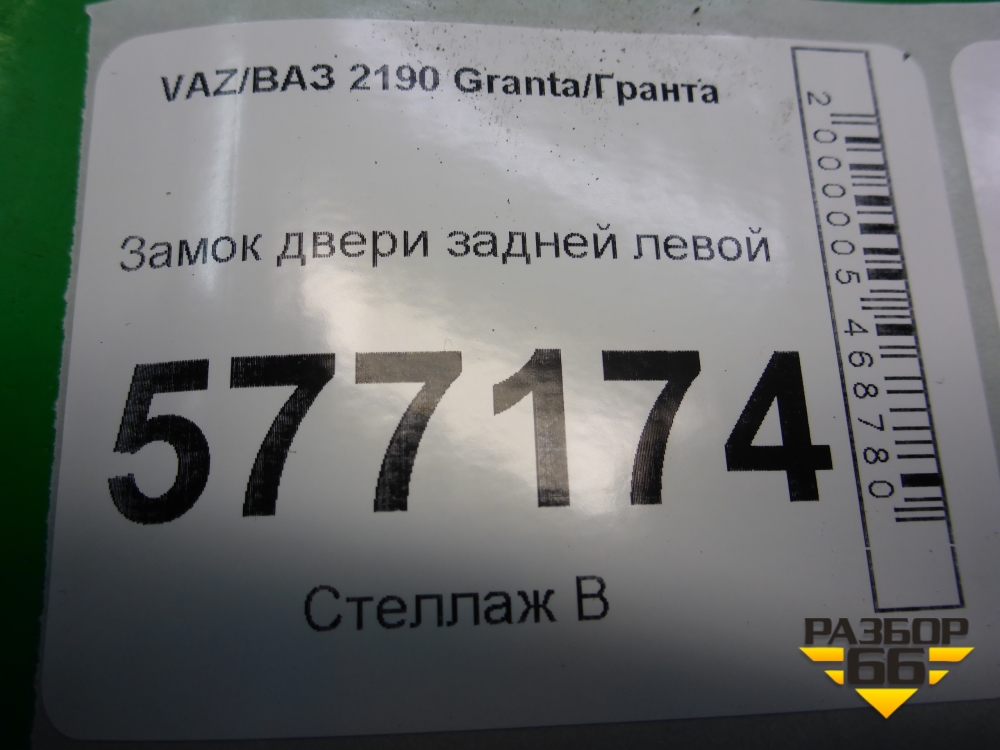 VAZ/ВАЗ 2190 Granta/Гранта
Замок двери задней левой
577174
Стеллаж В
2000005468780
РАЗБОР
66